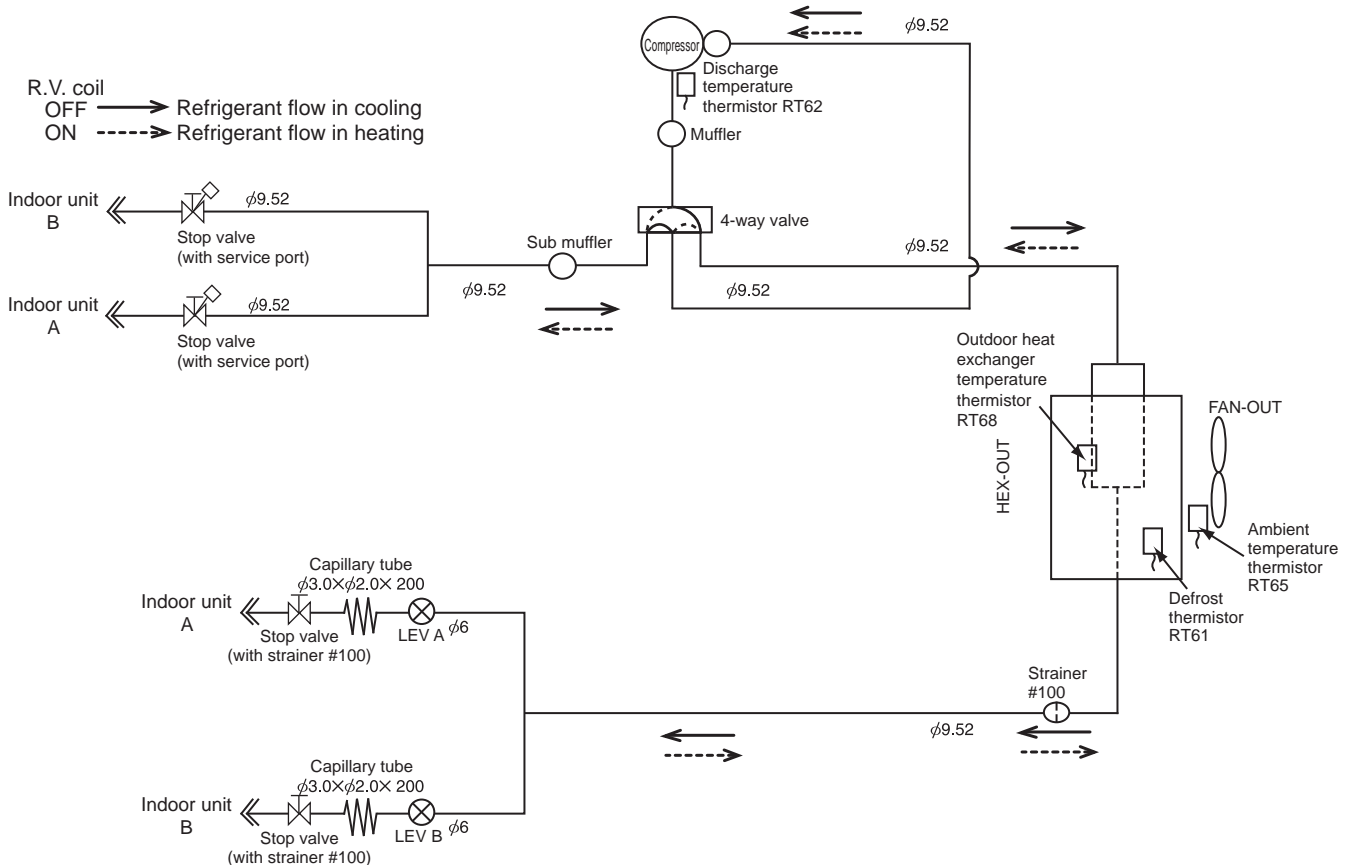 R.V. coil
OFF Refrigerant flow in cooling
ON Refrigerant flow in heating
Compressor
ϕ9.52
Discharge
temperature
thermistor RT62
Muffler
Indoor unit
B
ϕ9.52
Stop valve
(with service port)
4-way valve
Sub muffler
ϕ9.52
ϕ9.52
ϕ9.52
Indoor unit
A
ϕ9.52
Stop valve
(with service port)
Outdoor heat
exchanger
temperature
thermistor
RT68
FAN-OUT
HEX-OUT
Ambient
temperature
thermistor
RT65
Defrost
thermistor
RT61
Capillary tube
ϕ3.0×ϕ2.0× 200
Indoor unit
A
Stop valve
(with strainer #100)
LEV A
ϕ6
Strainer
#100
ϕ9.52
Capillary tube
ϕ3.0×ϕ2.0× 200
Indoor unit
B
Stop valve
(with strainer #100)
LEV B
ϕ6